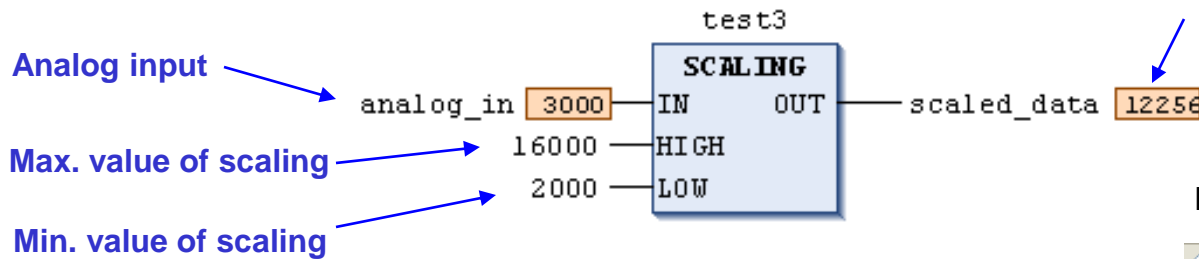 test3
Analog input
SCALING
analog_in 3000 IN OUT scaled_data 12256
Max. value of scaling
16000 HIGH
2000 LOW
Min. value of scaling